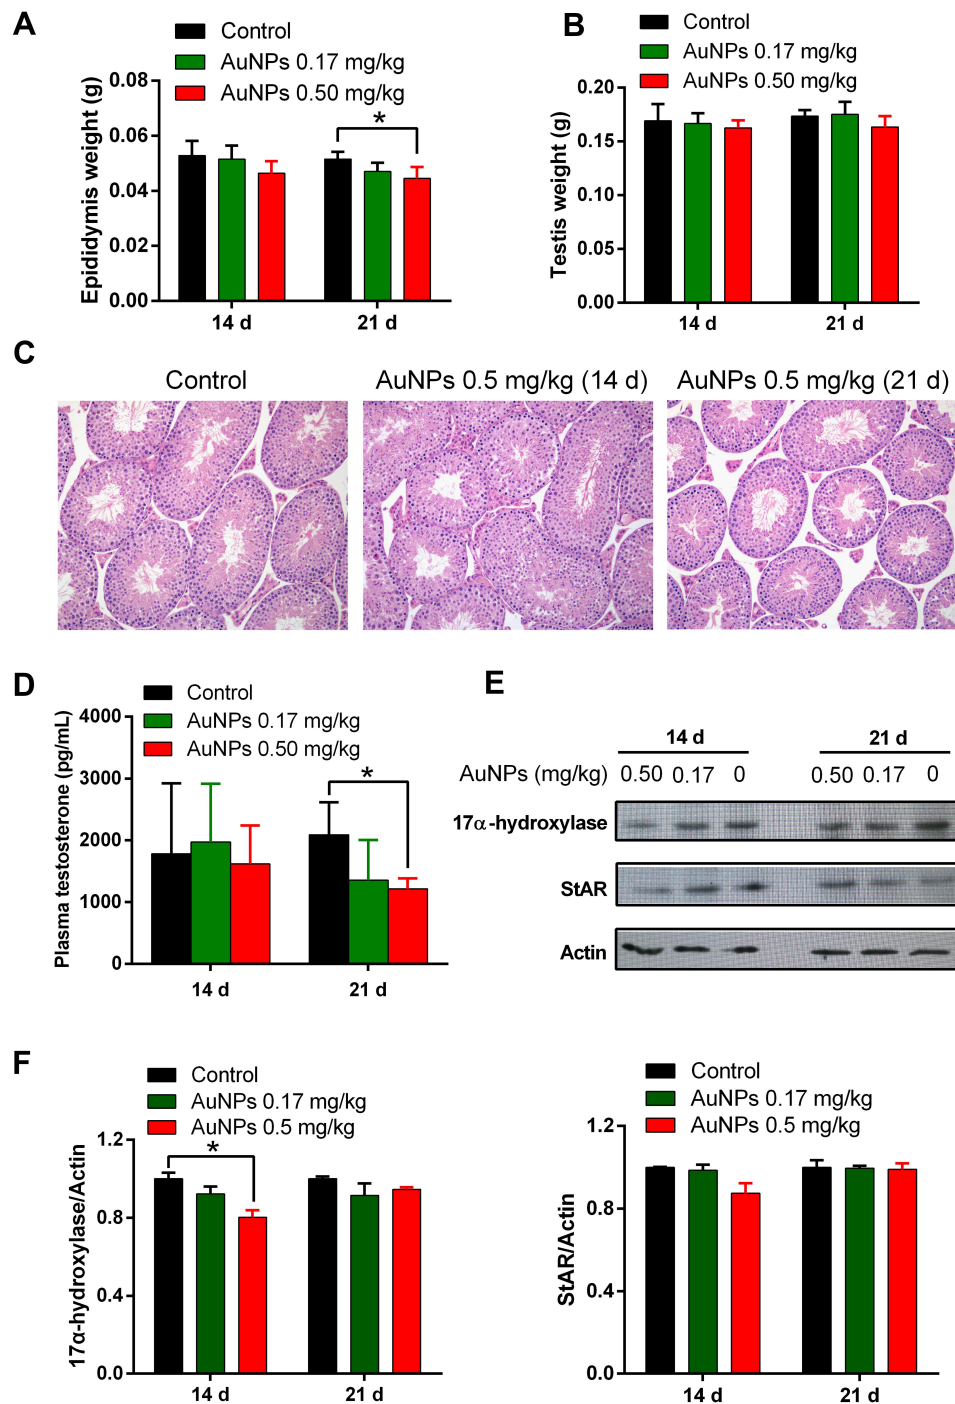 A
Control
AuNPs 0.17 mg/kg
AuNPs 0.50 mg/kg
Epididymis weight (g)
0.08
0.06
0.04
0.02
0.00
*
14 d
21 d
B
Control
AuNPs 0.17 mg/kg
AuNPs 0.50 mg/kg
Testis weight (g)
0.20
0.15
0.10
0.05
0.00
14 d
21 d
C
Control
AuNPs 0.5 mg/kg (14 d)
AuNPs 0.5 mg/kg (21 d)
D
Control
AuNPs 0.17 mg/kg
AuNPs 0.50 mg/kg
Plasma testosterone (pg/mL)
4000
3000
2000
1000
0
*
14 d
21 d
E
14 d
21 d
AuNPs (mg/kg) 0.50 0.17 0 0.50 0.17 0
17α-hydroxylase
StAR
Actin
F
Control
AuNPs 0.17 mg/kg
AuNPs 0.5 mg/kg
17α-hydroxylase/Actin
1.2
0.8
0.4
0.0
*
14 d
21 d
Control
AuNPs 0.17 mg/kg
AuNPs 0.5 mg/kg
StAR/Actin
1.2
0.8
0.4
0.0
14 d
21 d